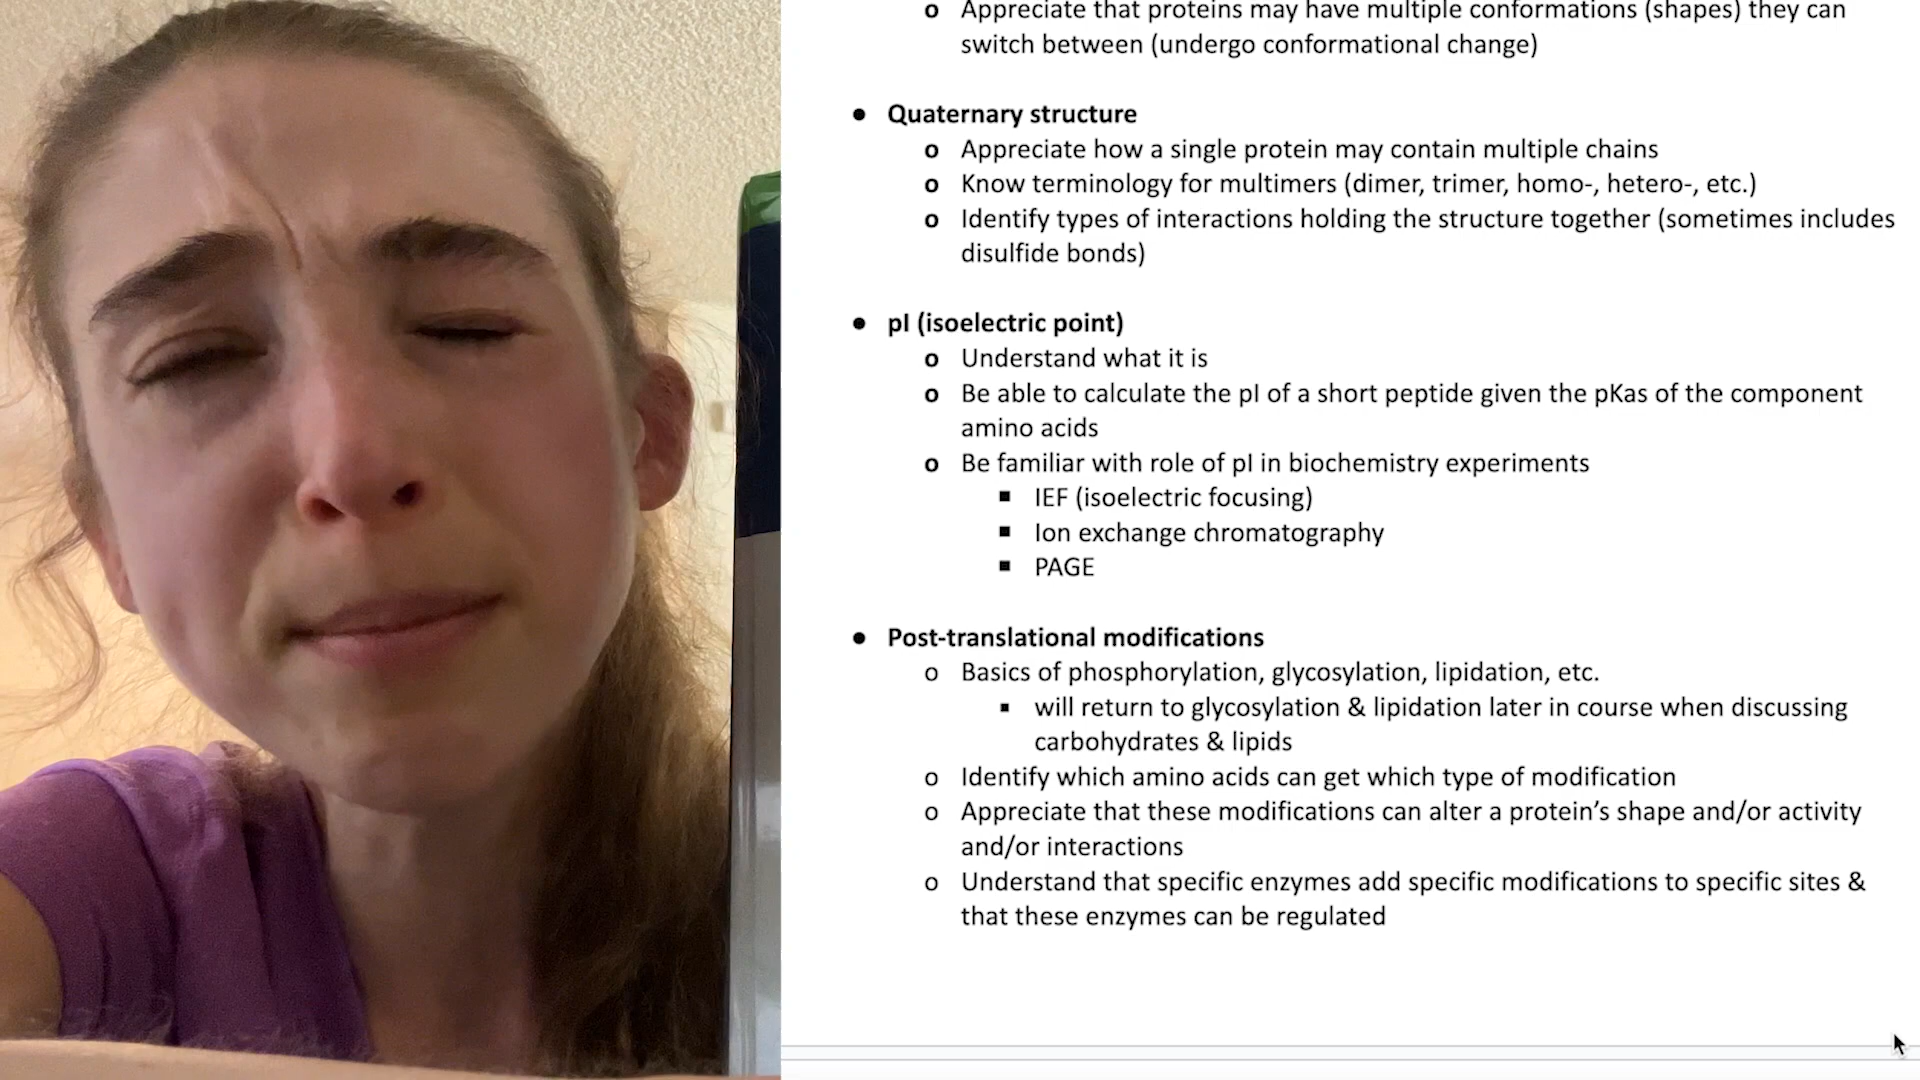 o Appreciate that proteins may have multiple conformations (shapes) they can
switch between (undergo conformational change)
● Quaternary structure
o Appreciate how a single protein may contain multiple chains
o Know terminology for multimers (dimer, trimer, homo-, hetero-, etc.)
o Identify types of interactions holding the structure together (sometimes includes
disulfide bonds)
● pI (isoelectric point)
o Understand what it is
o Be able to calculate the pI of a short peptide given the pKas of the component
amino acids
o Be familiar with role of pI in biochemistry experiments
▪ IEF (isoelectric focusing)
▪ Ion exchange chromatography
▪ PAGE
● Post-translational modifications
o Basics of phosphorylation, glycosylation, lipidation, etc.
▪ will return to glycosylation & lipidation later in course when discussing
carbohydrates & lipids
o Identify which amino acids can get which type of modification
o Appreciate that these modifications can alter a protein’s shape and/or activity
and/or interactions
o Understand that specific enzymes add specific modifications to specific sites &
that these enzymes can be regulated